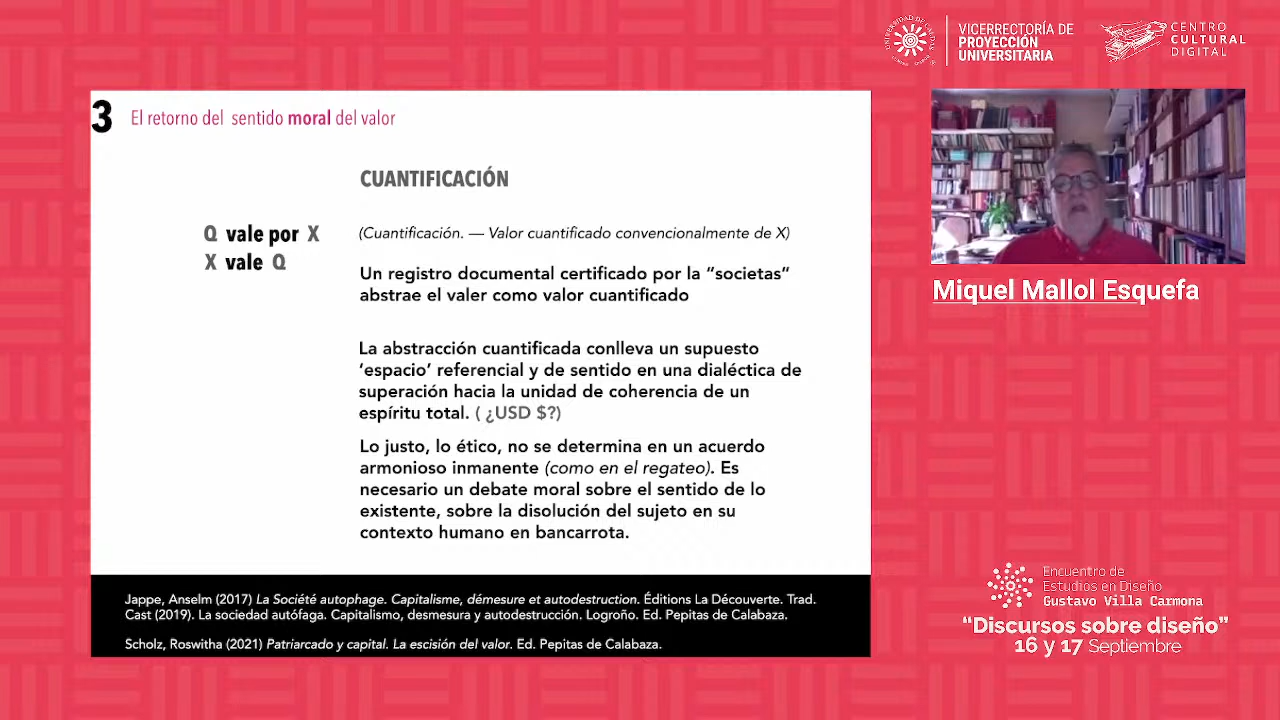 VICERRECTORÍA DE
PROYECCIÓN
UNIVERSITARIA
CENTRO
CULTURAL
DIGITAL
3 El retorno del sentido moral del valor
CUANTIFICACIÓN
Q vale por X
X vale Q
(Cuantificación. — Valor cuantificado convencionalmente de X)
Un registro documental certificado por la “societas”
abstrae el valer como valor cuantificado
La abstracción cuantificada conlleva un supuesto
‘espacio’ referencial y de sentido en una dialéctica de
superación hacia la unidad de coherencia de un
espíritu total. ( ¿USD $?)
Lo justo, lo ético, no se determina en un acuerdo
armonioso inmanente (como en el regateo). Es
necesario un debate moral sobre el sentido de lo
existente, sobre la disolución del sujeto en su
contexto humano en bancarrota.
Jappe, Anselm (2017) La Société autophage. Capitalisme, démesure et autodestruction. Éditions La Découverte. Trad.
Cast (2019). La sociedad autófaga. Capitalismo, desmesura y autodestrucción. Logroño. Ed. Pepitas de Calabaza.
Scholz, Roswitha (2021) Patriarcado y capital. La escisión del valor. Ed. Pepitas de Calabaza.
Miquel Mallol Esquefa
Encuentro de
Estudios en Diseño
Gustavo Villa Carmona
“Discursos sobre diseño”
16 y 17 Septiembre